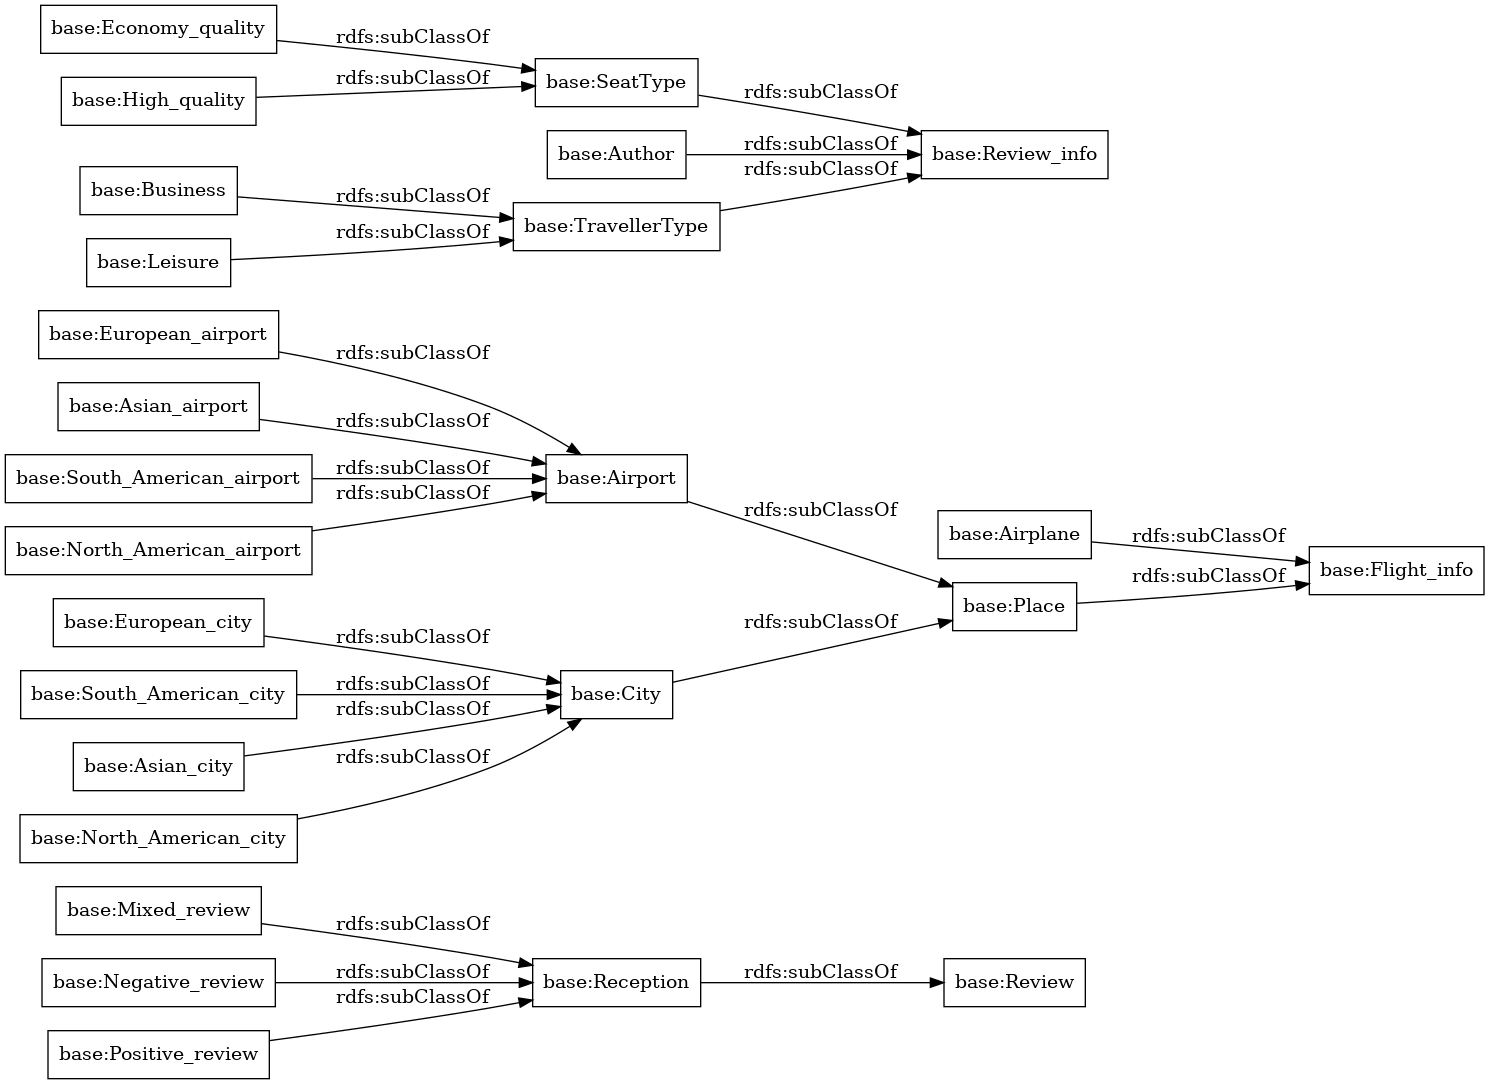 base:Economy_quality
rdfs:subClassOf
base:High_quality
rdfs:subClassOf
base:SeatType
rdfs:subClassOf
base:Author
rdfs:subClassOf
base:Review_info
base:Business
rdfs:subClassOf
base:TravellerType
rdfs:subClassOf
base:Leisure
rdfs:subClassOf
base:European_airport
rdfs:subClassOf
base:Asian_airport
rdfs:subClassOf
base:South_American_airport
rdfs:subClassOf
base:Airport
rdfs:subClassOf
base:North_American_airport
rdfs:subClassOf
base:Airplane
rdfs:subClassOf
base:Flight_info
base:Place
rdfs:subClassOf
base:European_city
rdfs:subClassOf
base:South_American_city
rdfs:subClassOf
base:City
rdfs:subClassOf
base:Asian_city
rdfs:subClassOf
base:North_American_city
rdfs:subClassOf
base:Mixed_review
rdfs:subClassOf
base:Negative_review
rdfs:subClassOf
base:Reception
rdfs:subClassOf
base:Review
base:Positive_review
rdfs:subClassOf